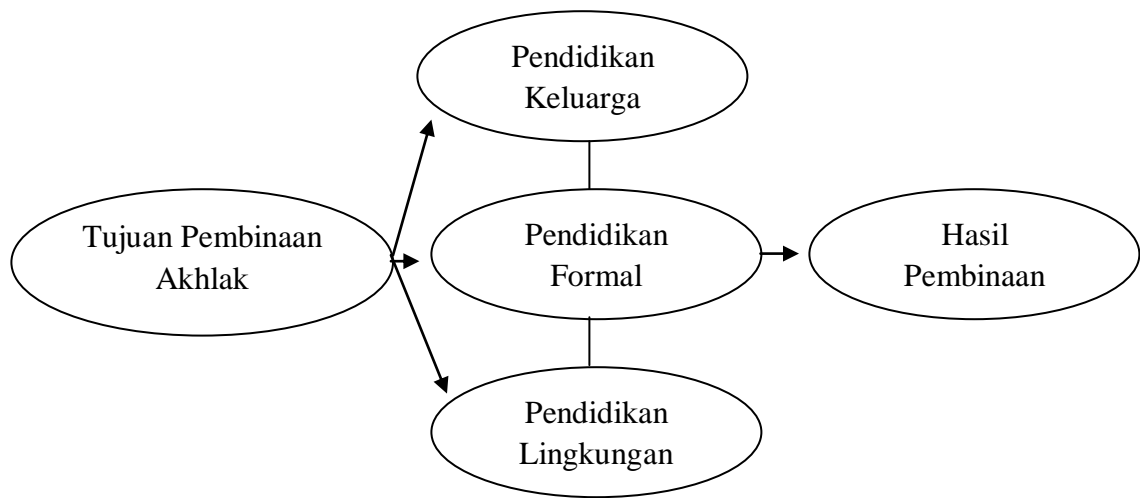 Pendidikan
Keluarga
Tujuan Pembinaan
Akhlak
Pendidikan
Formal
Hasil
Pembinaan
Pendidikan
Lingkungan